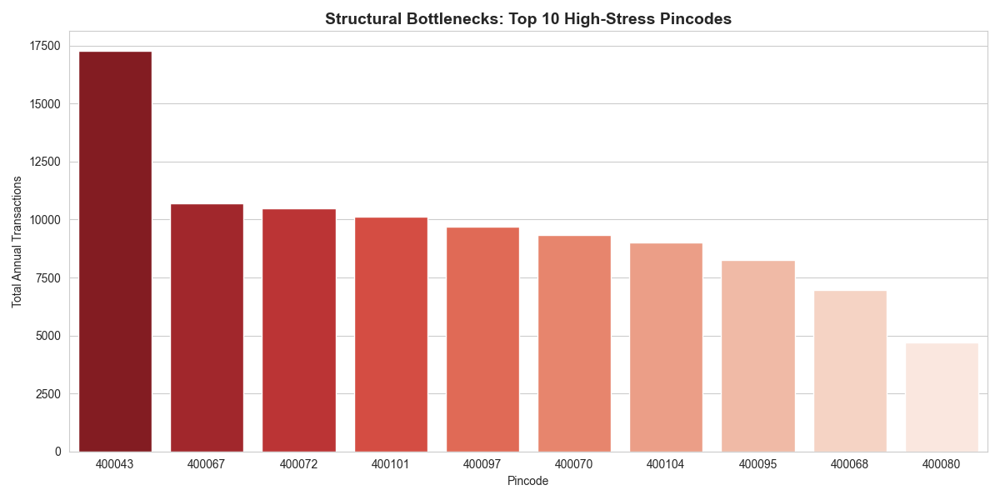 Structural Bottlenecks: Top 10 High-Stress Pincodes
Total Annual Transactions
17500
15000
12500
10000
7500
5000
2500
0
400043 400067 400072 400101 400097 400070 400104 400095 400068 400080
Pincode